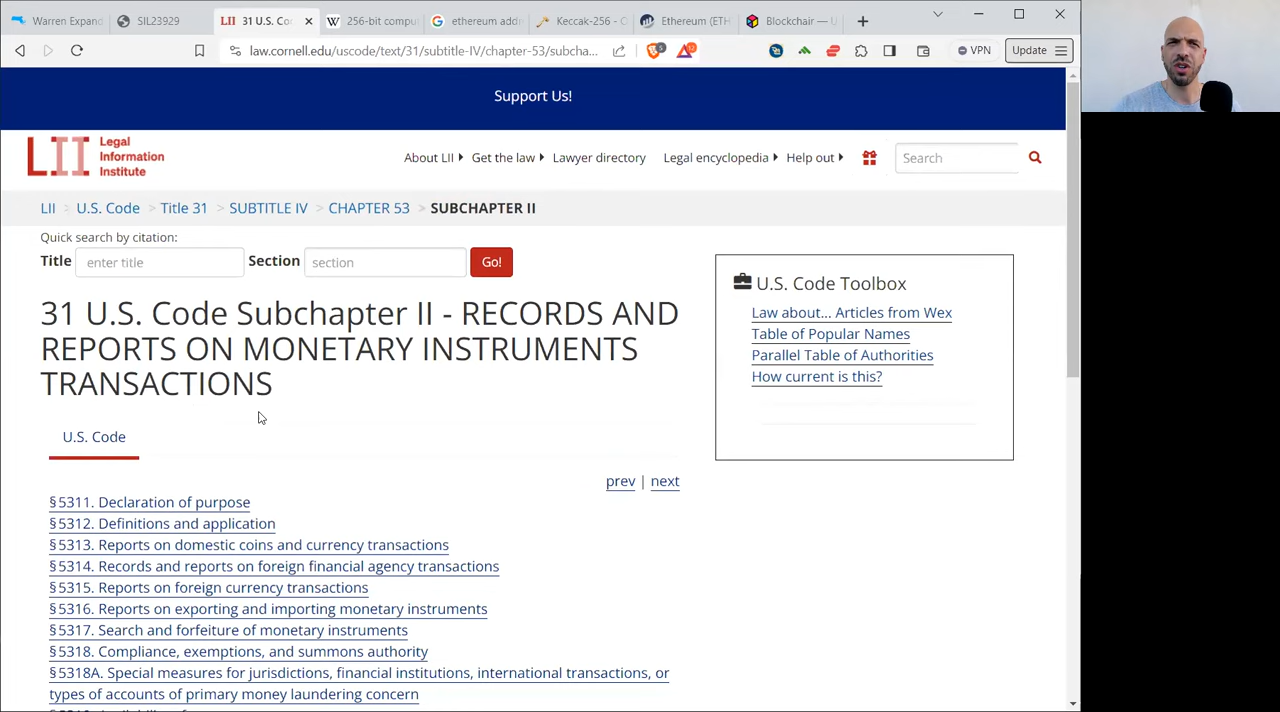 Warren Expand
SIL23929
LII 31 U.S. Co
W 256-bit compu
ethereum add
Keccak-256 - O
Ethereum (ETH
Blockchair — U
law.cornell.edu/uscode/text/31/subtitle-IV/chapter-53/subcha...
VPN
Update
Support Us!
LII Legal Information Institute
About LII
Get the law
Lawyer directory
Legal encyclopedia
Help out
Search
LII > U.S. Code > Title 31 > SUBTITLE IV > CHAPTER 53 > SUBCHAPTER II
Quick search by citation:
Title enter title Section section Go!
31 U.S. Code Subchapter II - RECORDS AND
REPORTS ON MONETARY INSTRUMENTS
TRANSACTIONS
U.S. Code Toolbox
Law about... Articles from Wex
Table of Popular Names
Parallel Table of Authorities
How current is this?
U.S. Code
prev | next
§ 5311. Declaration of purpose
§ 5312. Definitions and application
§ 5313. Reports on domestic coins and currency transactions
§ 5314. Records and reports on foreign financial agency transactions
§ 5315. Reports on foreign currency transactions
§ 5316. Reports on exporting and importing monetary instruments
§ 5317. Search and forfeiture of monetary instruments
§ 5318. Compliance, exemptions, and summons authority
§ 5318A. Special measures for jurisdictions, financial institutions, international transactions, or
types of accounts of primary money laundering concern